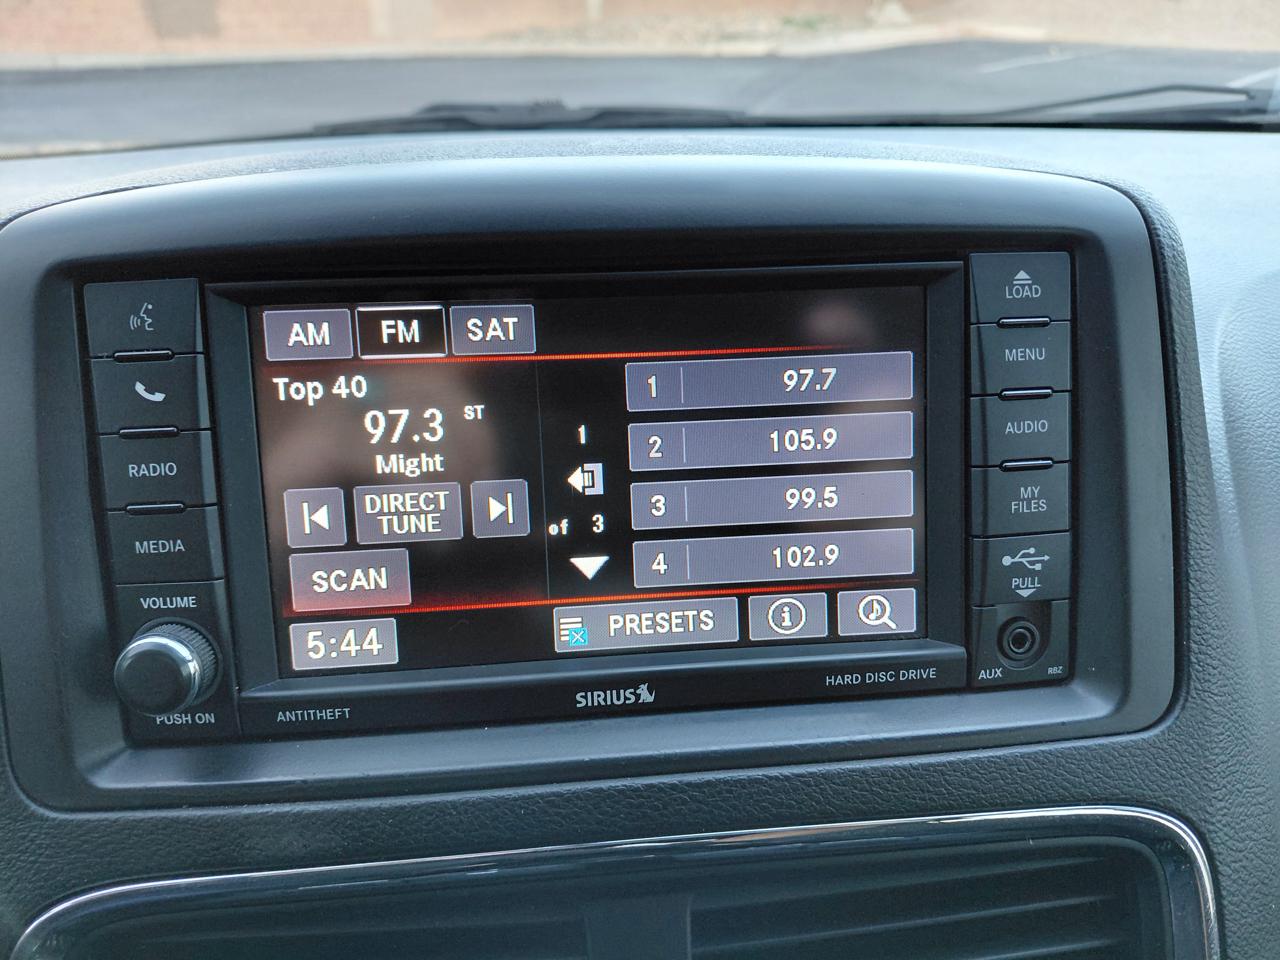 AM FM SAT
Top 40
97.3 ST
Might
DIRECT
TUNE
SCAN
5:44
1
of 3
1 97.7
2 105.9
3 99.5
4 102.9
PRESETS
i
RADIO
MEDIA
VOLUME
PUSH ON
ANTITHEFT
SIRIUS
HARD DISC DRIVE
LOAD
MENU
AUDIO
MY
FILES
PULL
AUX RBZ